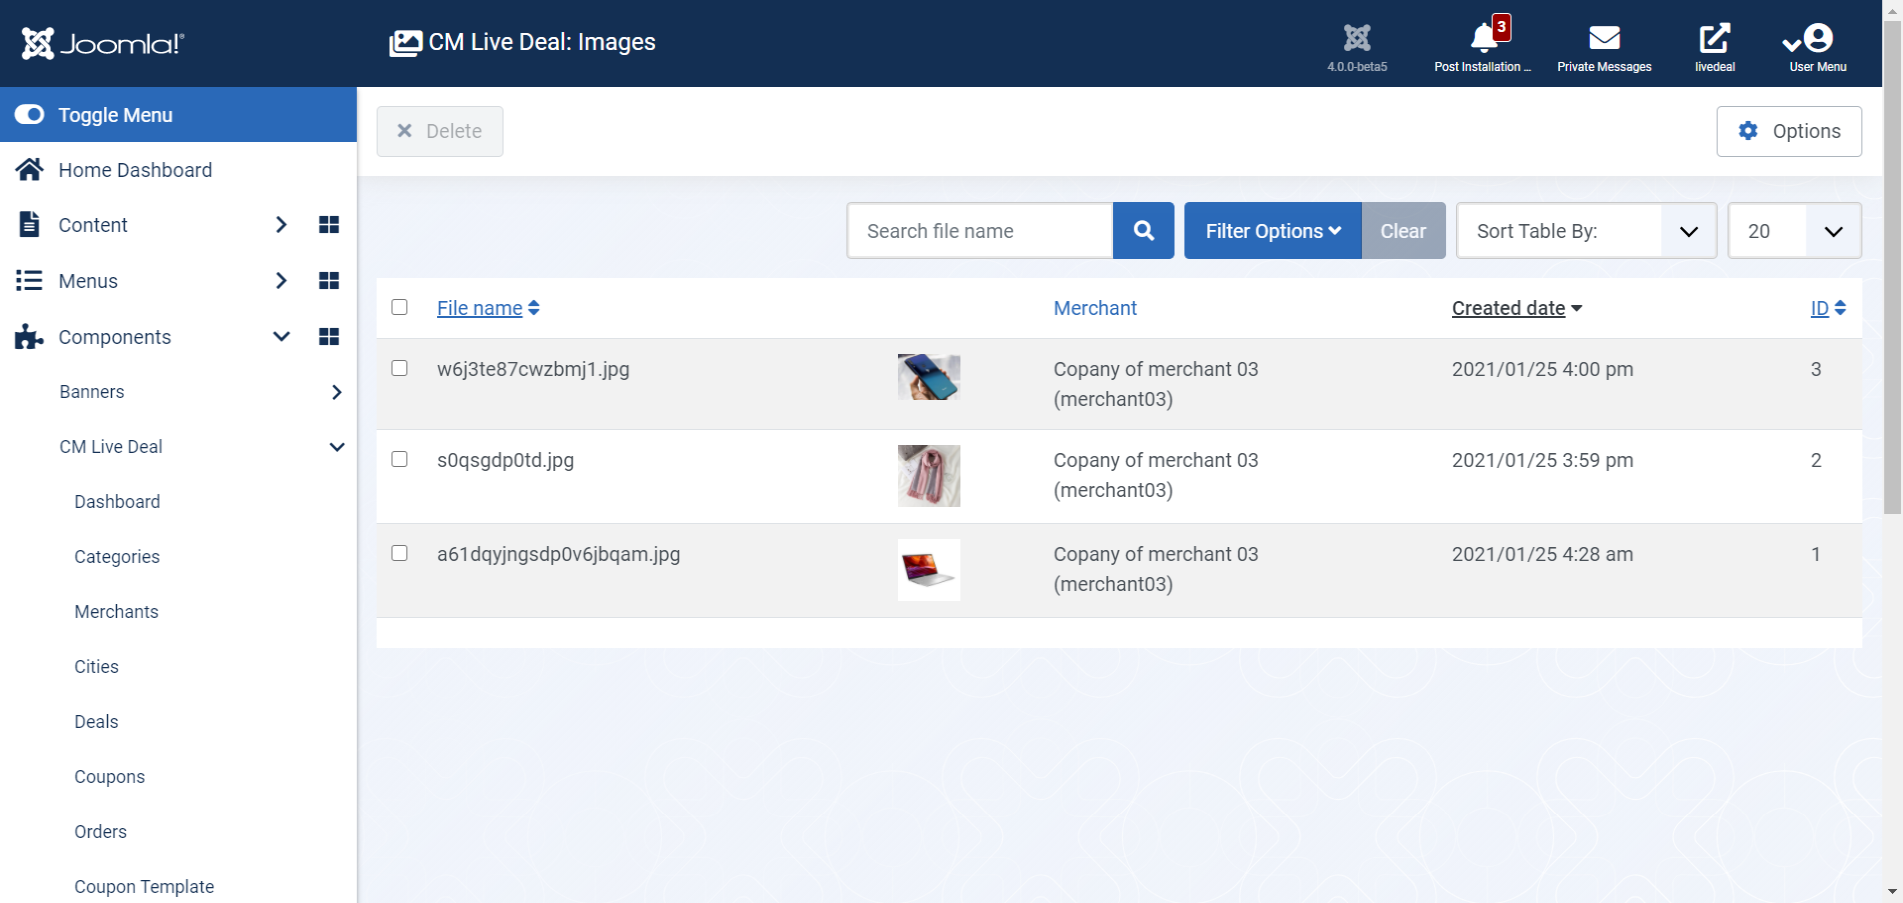 Joomla!®
CM Live Deal: Images
4.0.0-beta5
3
Post Installation ...
Private Messages
livedeal
User Menu
Toggle Menu
Delete
Options
Home Dashboard
Content
Menus
Components
Banners
CM Live Deal
Dashboard
Categories
Merchants
Cities
Deals
Coupons
Orders
Coupon Template
Search file name
Filter Options
Clear
Sort Table By:
20
File name
Merchant
Created date
ID
w6j3te87cwzbmj1.jpg
Copany of merchant 03
(merchant03)
2021/01/25 4:00 pm
3
s0qsgdp0td.jpg
Copany of merchant 03
(merchant03)
2021/01/25 3:59 pm
2
a61dqyjngsdp0v6jbqam.jpg
Copany of merchant 03
(merchant03)
2021/01/25 4:28 am
1